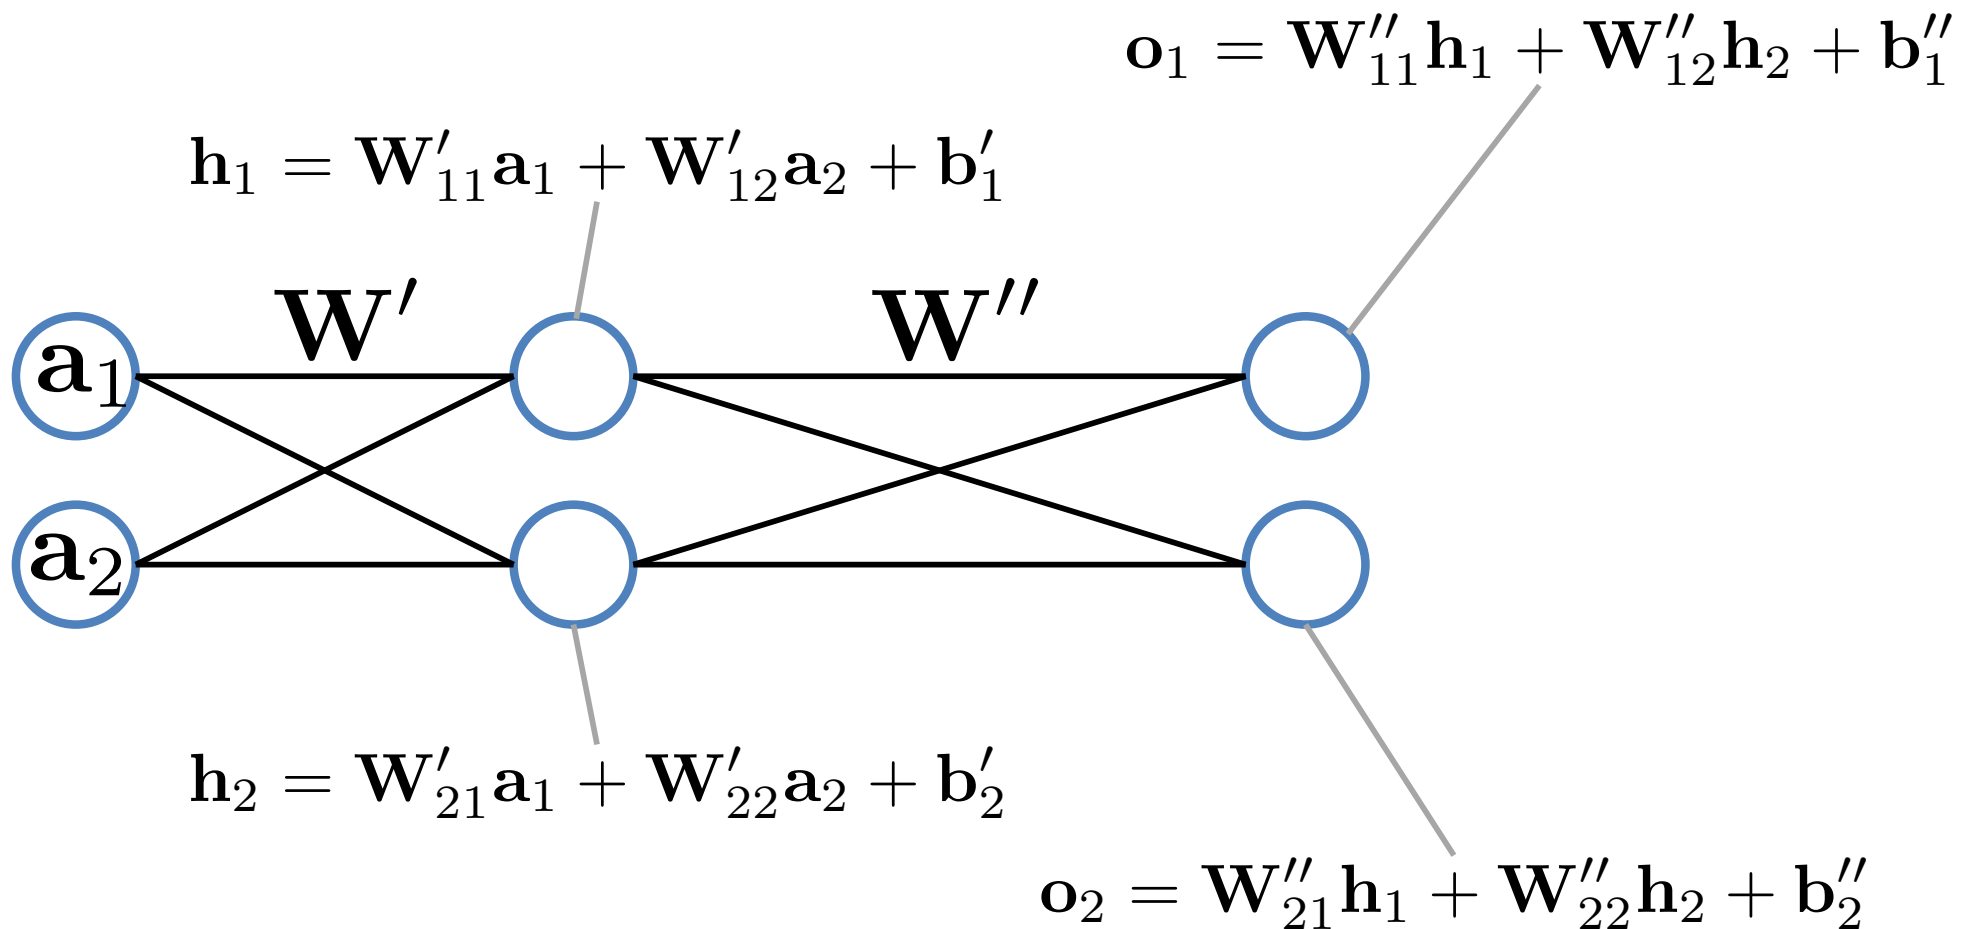 o₁ = W″₁₁h₁ + W″₁₂h₂ + b″₁
h₁ = W′₁₁a₁ + W′₁₂a₂ + b′₁
W′ W″
a₁
a₂
h₂ = W′₂₁a₁ + W′₂₂a₂ + b′₂
o₂ = W″₂₁h₁ + W″₂₂h₂ + b″₂